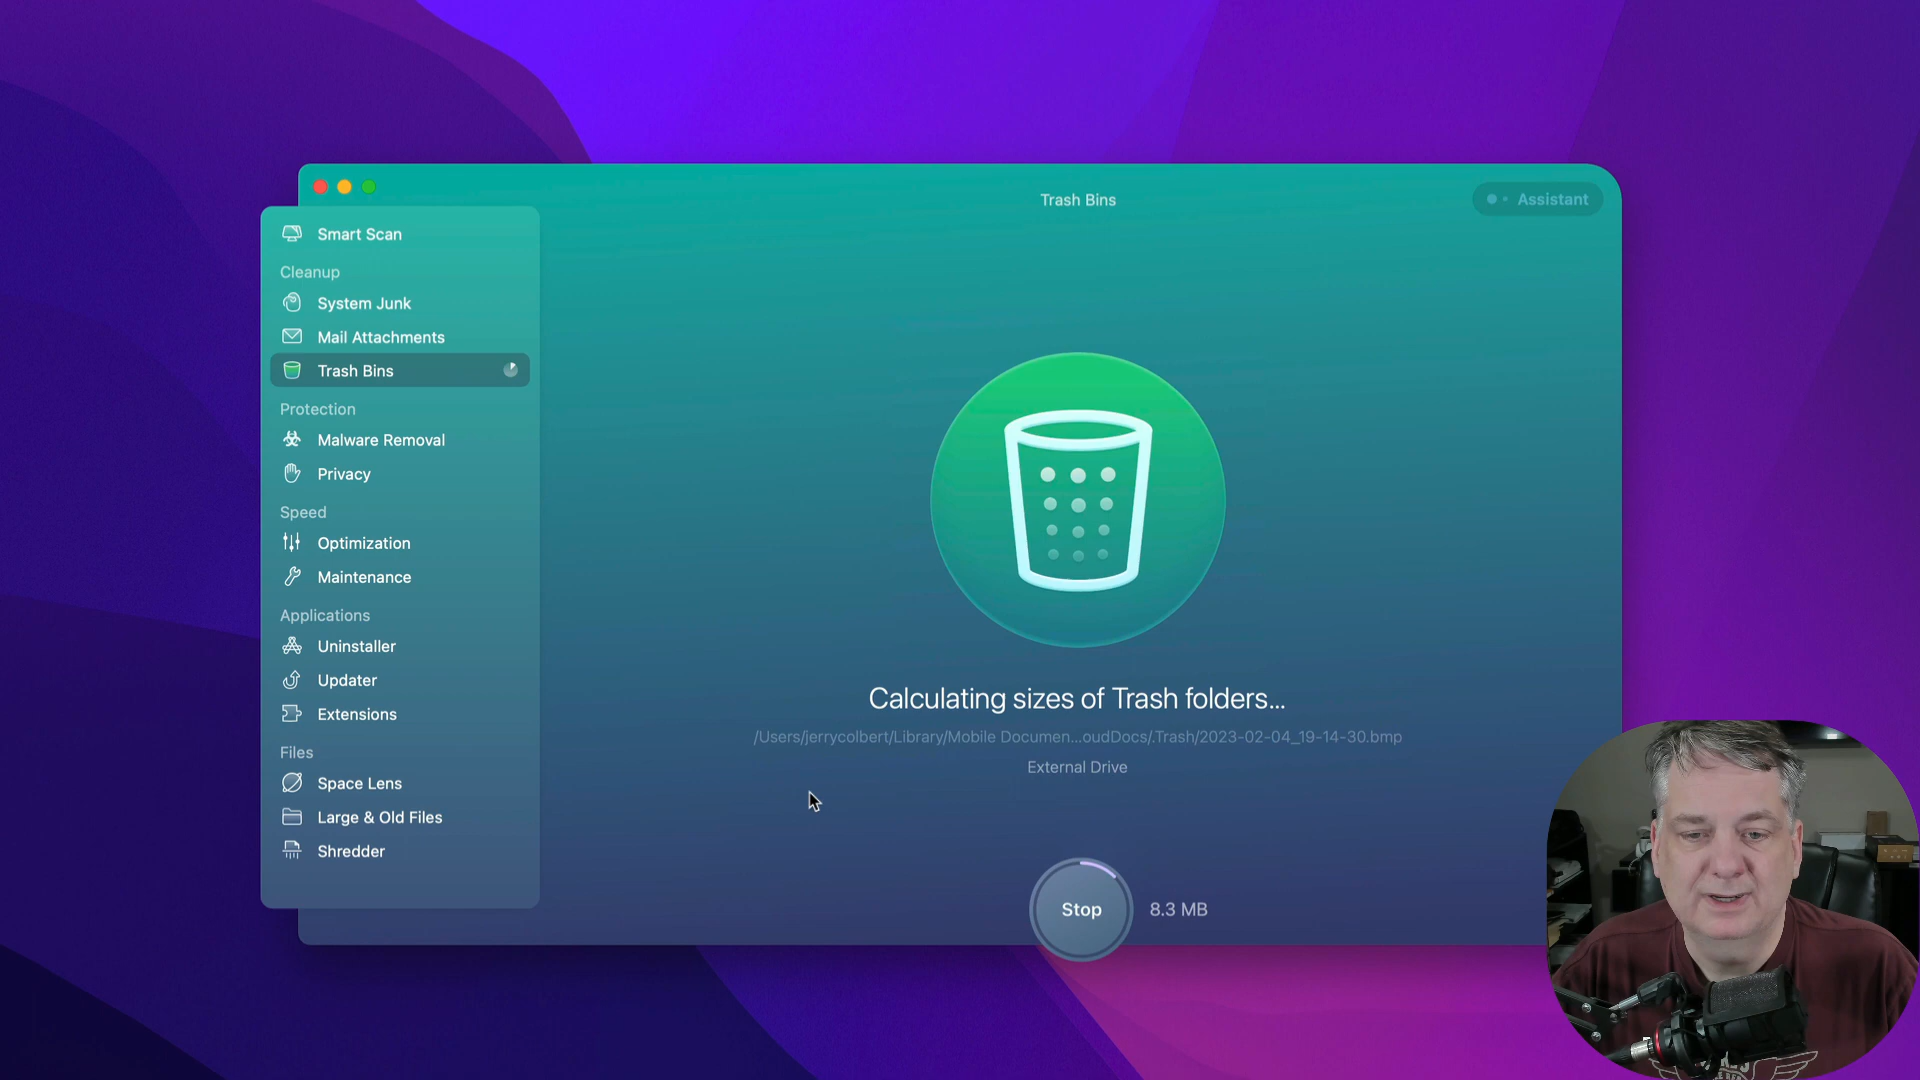 Trash Bins
Assistant
Smart Scan
Cleanup
System Junk
Mail Attachments
Trash Bins
Protection
Malware Removal
Privacy
Speed
Optimization
Maintenance
Applications
Uninstaller
Updater
Extensions
Files
Space Lens
Large & Old Files
Shredder
Calculating sizes of Trash folders...
/Users/jerrycolbert/Library/Mobile Documen...oudDocs/.Trash/2023-02-04_19-14-30.bmp
External Drive
Stop
8.3 MB